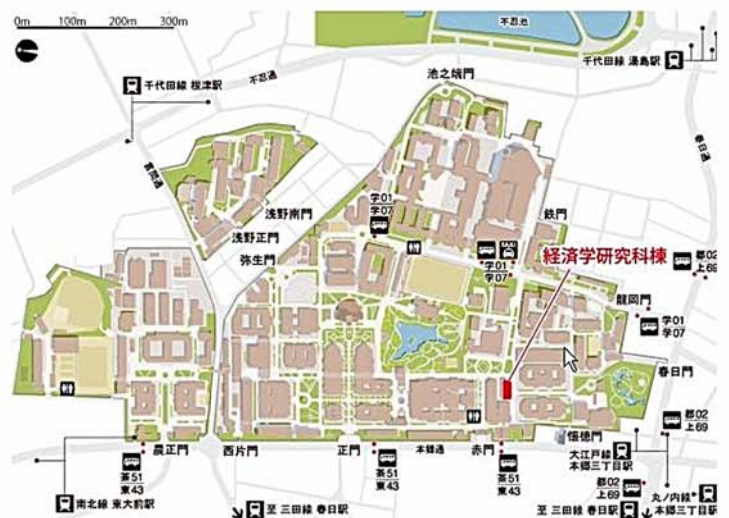 0m 100m 200m 300m
不忍池
千代田線 湯島駅
池之端門
千代田線 根津駅
不忍通
春日通
言問通
学01
学07
浅野南門
鉄門
浅野正門
弥生門
TAXI
学01
学07
経済学研究科棟
都02
上69
龍岡門
学01
学07
春日門
都02
上69
懐徳門
農正門
西片門
正門
本郷通
赤門
大江戸線
本郷三丁目駅
茶51
東43
茶51
東43
茶51
東43
都02
上69
丸ノ内線
本郷三丁目駅
南北線 東大前駅
至 三田線 春日駅
至 三田線 春日駅